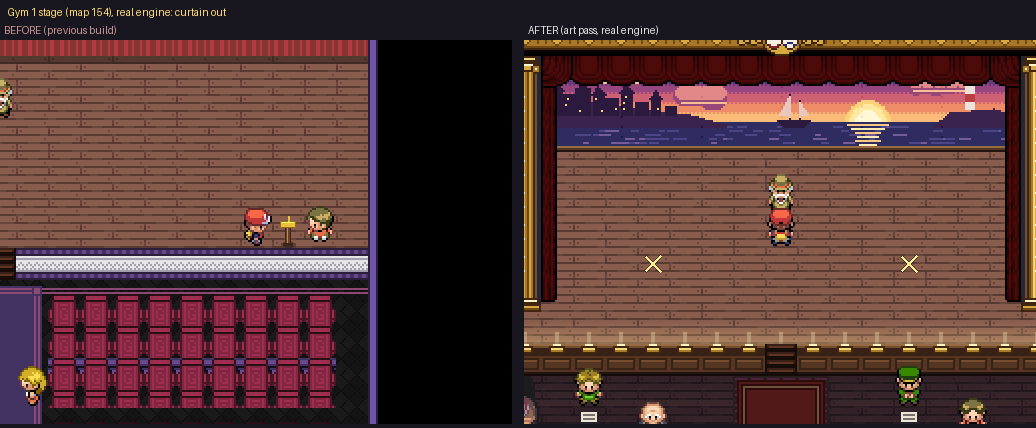 Gym 1 stage (map 154), real engine: curtain out
BEFORE (previous build)
AFTER (art pass, real engine)